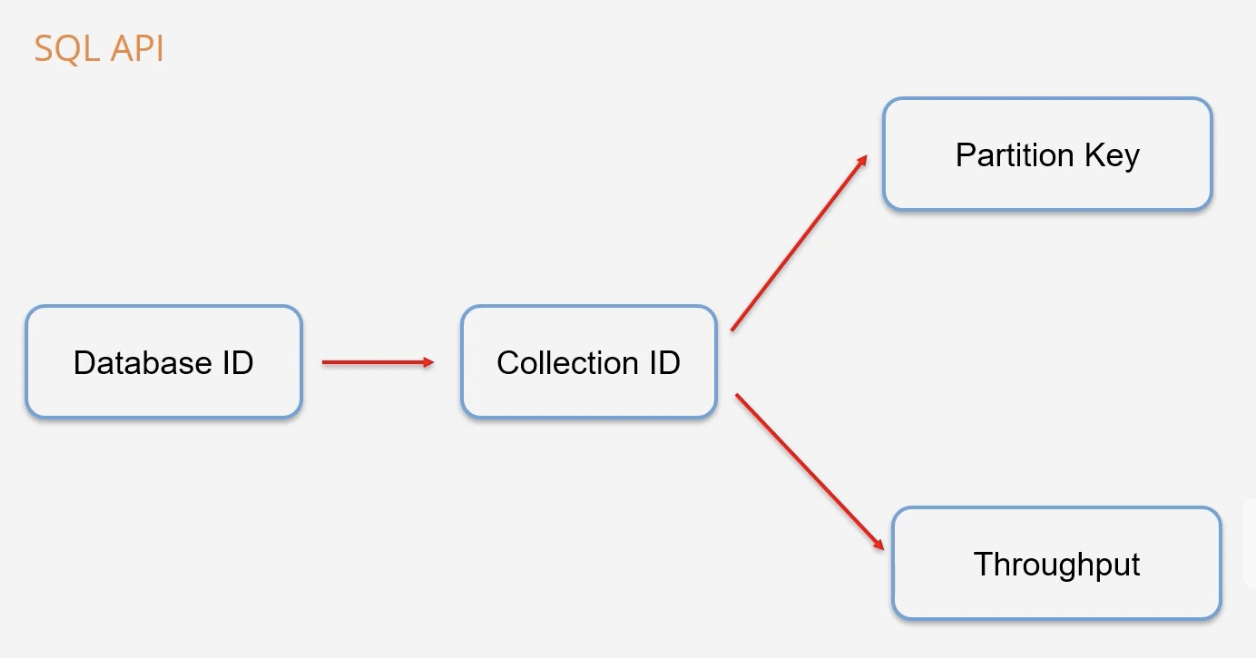 SQL API
Partition Key
Database ID
Collection ID
Throughput